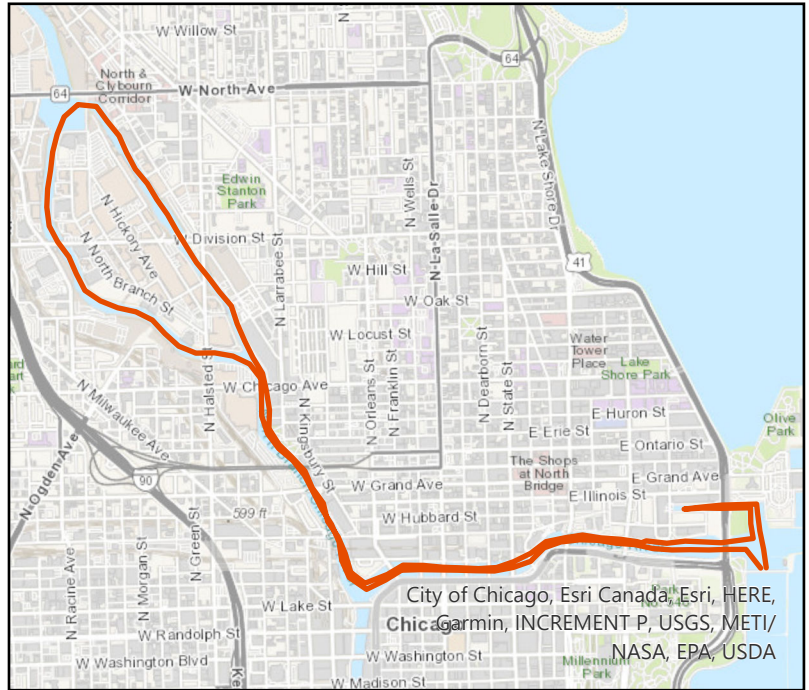 W Willow St
N
64
North &
Clybourn
Corridor
W-North-Ave
64
N Lake Shore Dr
N Wells St
N-La-Salle-Dr
Edwin
Stanton
Park
N Hickory Ave
W Division St
N Larrabee St
41
W Hill St
N North Branch St
W Oak St
W Locust St
Water
Tower
Place
Lake
Shore Park
N Halsted St
W Chicago Ave
N Orleans St
N Franklin St
N Dearborn St
N State St
N Milwaukee Ave
N Kingsbury St
E Huron St
E Erie St
E Ontario St
Olive
Park
N-Ogden-Ave
90
The Shops
at North
Bridge
E Grand Ave
W Grand Ave
E Illinois St
599 ft
W Hubbard St
N Racine Ave
N Morgan St
N Green St
W Lake St
City of Chicago, Esri Canada, Esri, HERE,
Chicago
Garmin, INCREMENT P, USGS, METI/
NASA, EPA, USDA
W Randolph St
W Washington Blvd
W Washington St
Millennium
Park
W Madison St